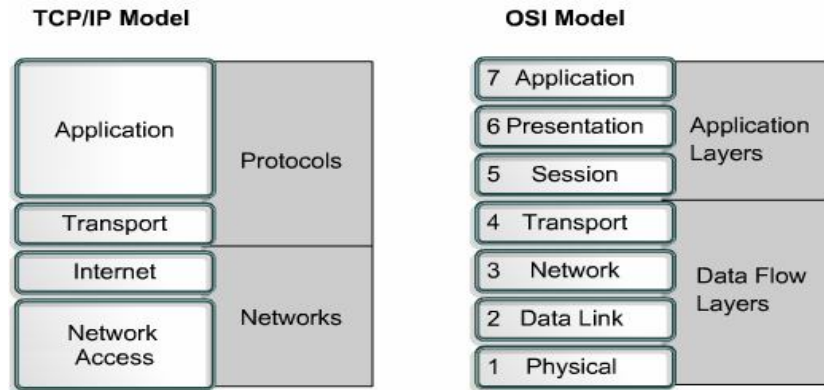 TCP/IP Model
Application
Transport
Internet
Network
Access
Protocols
Networks
OSI Model
7 Application
6 Presentation
5 Session
4 Transport
3 Network
2 Data Link
1 Physical
Application
Layers
Data Flow
Layers